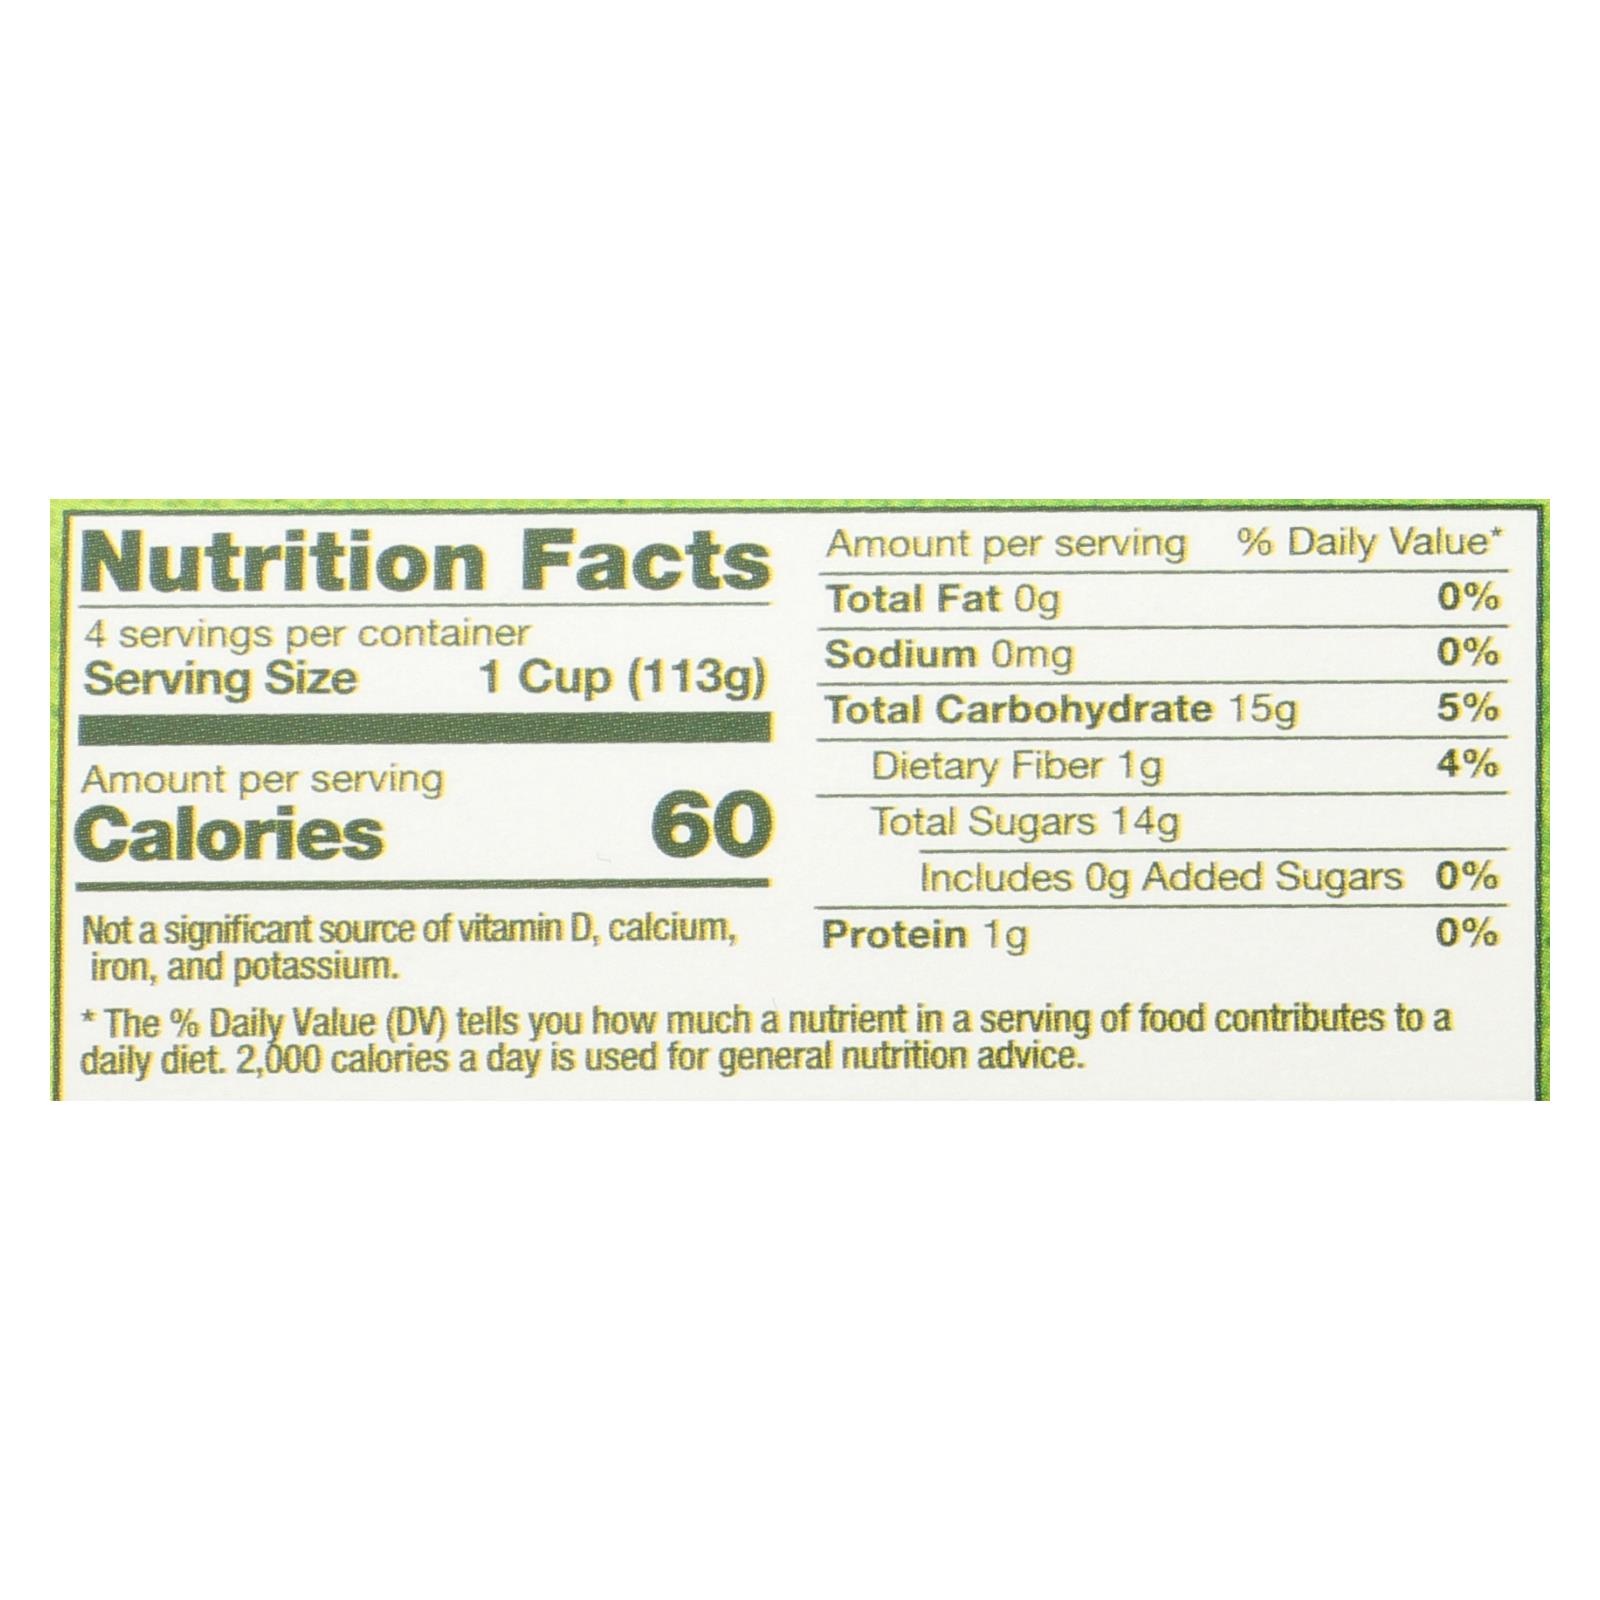 Nutrition Facts
4 servings per container
Serving Size 1 Cup (113g)
Amount per serving
Calories 60
Not a significant source of vitamin D, calcium,
iron, and potassium.
Amount per serving % Daily Value*
Total Fat 0g 0%
Sodium 0mg 0%
Total Carbohydrate 15g 5%
Dietary Fiber 1g 4%
Total Sugars 14g
Includes 0g Added Sugars 0%
Protein 1g 0%
* The % Daily Value (DV) tells you how much a nutrient in a serving of food contributes to a
daily diet. 2,000 calories a day is used for general nutrition advice.